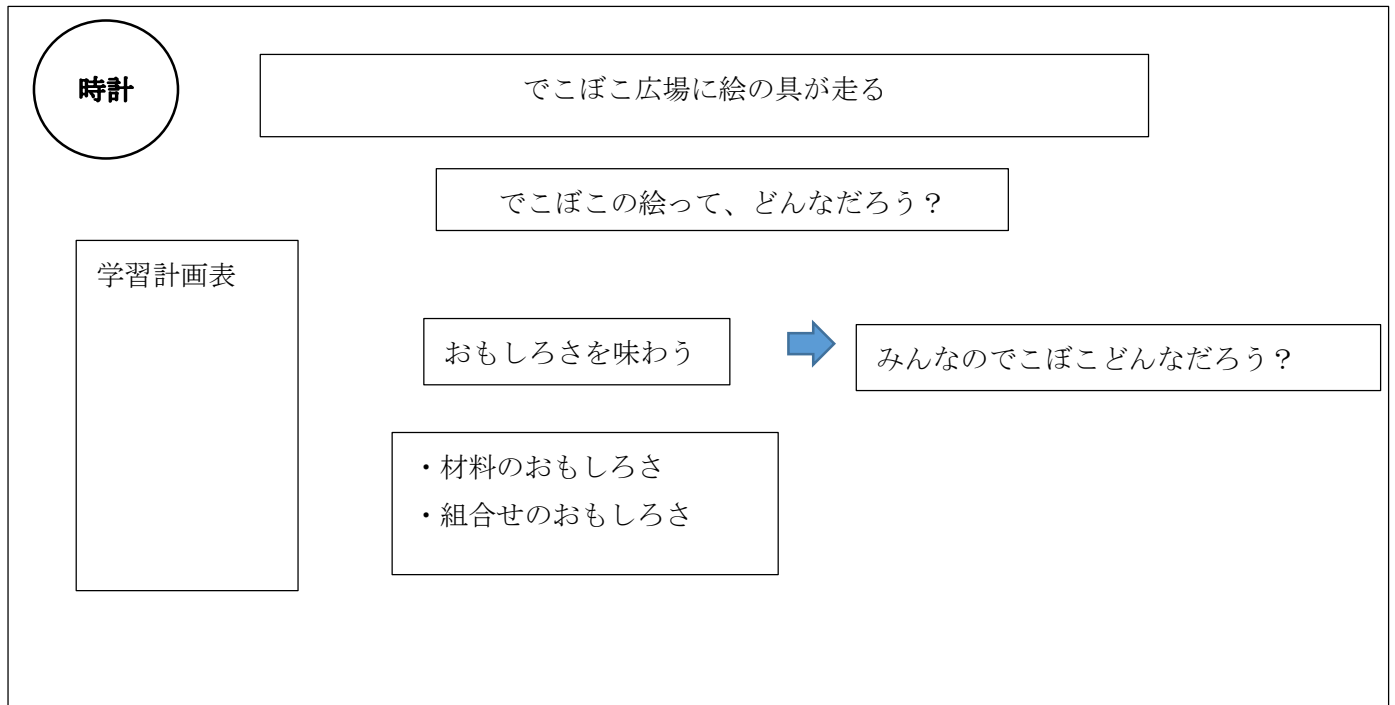 時計
でこぼこ広場に絵の具が走る
でこぼこの絵って、どんなだろう？
学習計画表
おもしろさを味わう
みんなのでこぼこどんなだろう？
・材料のおもしろさ
・組合せのおもしろさ